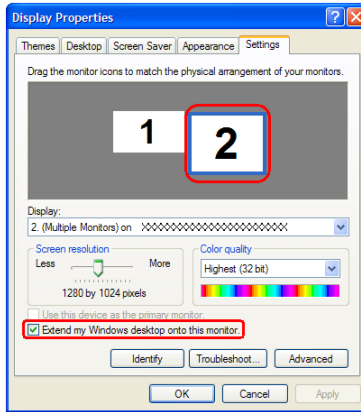 Display Properties
Themes Desktop Screen Saver Appearance Settings
Drag the monitor icons to match the physical arrangement of your monitors.
1
2
Display:
2. (Multiple Monitors) on XXXXXXXXXXXXXXXXXXXXXXX
Screen resolution Color quality
Less More Highest (32 bit)
1280 by 1024 pixels
Use this device as the primary monitor.
Extend my Windows desktop onto this monitor.
Identify Troubleshoot... Advanced
OK Cancel Apply